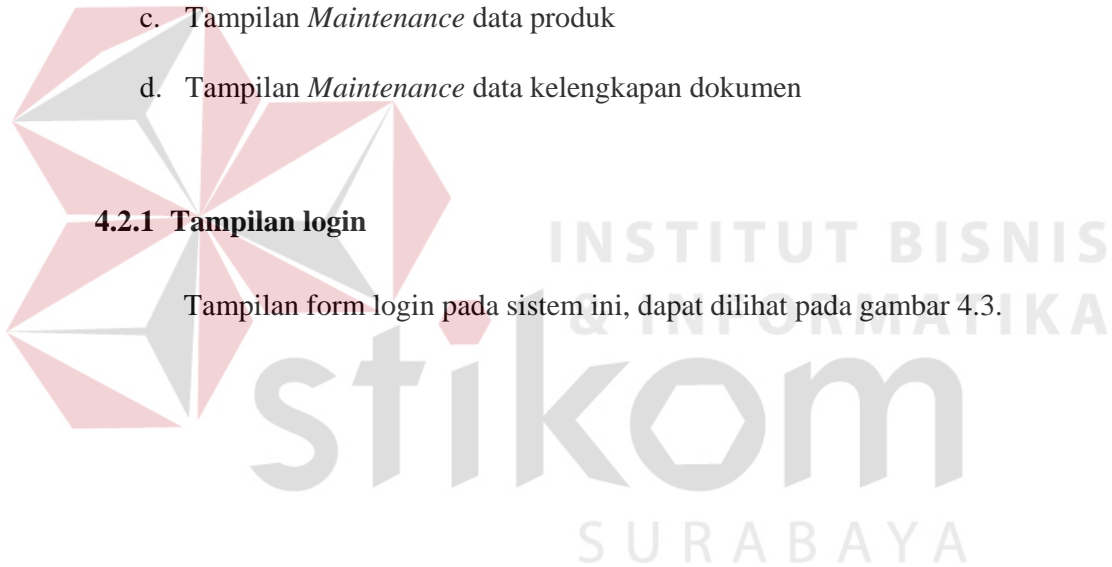 c. Tampilan Maintenance data produk
d. Tampilan Maintenance data kelengkapan dokumen
4.2.1 Tampilan login
INSTITUT BISNIS
Tampilan form login pada sistem ini, dapat dilihat pada gambar 4.3.
& INFORMATIKA
stikom
SURABAYA